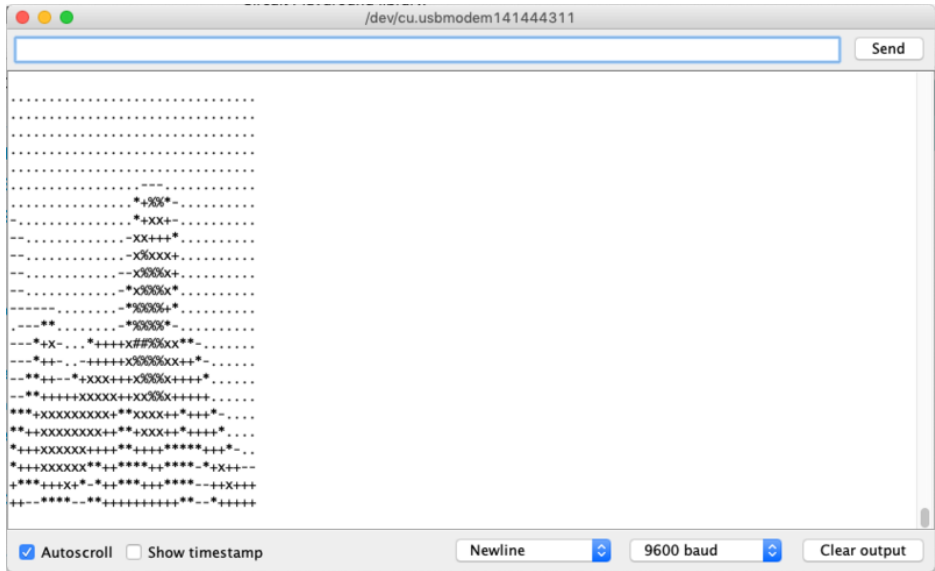 /dev/cu.usbmodem141444311
Send
................................
................................
................................
................................
................................
.................---............
................*+%%*-..........
-...............*+xx+-..........
--.............-xx+++*..........
--.............-x%xxx+..........
--............--x%%%x+..........
--............-*x%%%x*..........
------........-*%%%%+*..........
.---**........-*%%%%*-..........
---*+x-...*++++x##%%xx**-.......
---*++-..-+++++x%%%%xx++*-......
--**++--*+xxx+++x%%%x++++*......
--**+++++xxxxx++xx%%x+++++......
***+xxxxxxxxx+**xxxx++*+++*-....
**++xxxxxxxx++**+xxx++*++++*....
*+++xxxxxx++++**++++*****+++*-..
*+++xxxxxx**++****++****-*+x++--
+***+++x+*-*++***+++****--++x+++
++--****--**++++++++++**--*+++++
Autoscroll Show timestamp Newline 9600 baud Clear output